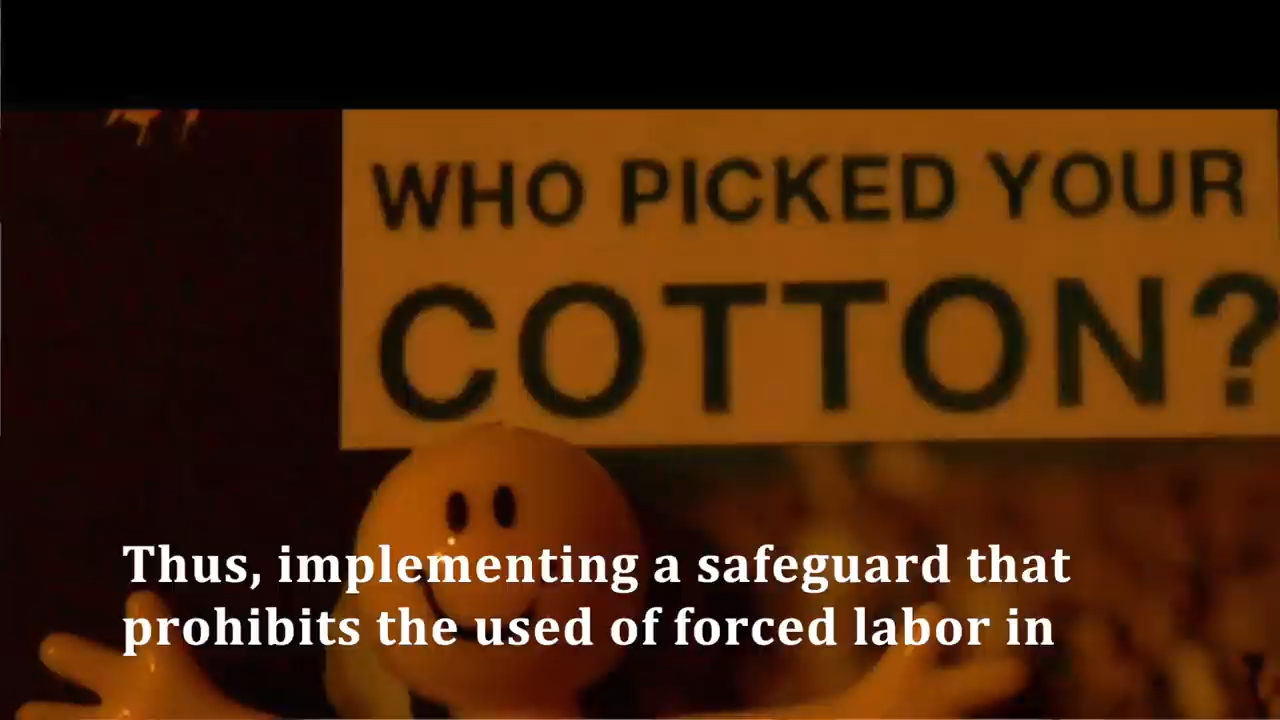 WHO PICKED YOUR
COTTON?
Thus, implementing a safeguard that
prohibits the used of forced labor in